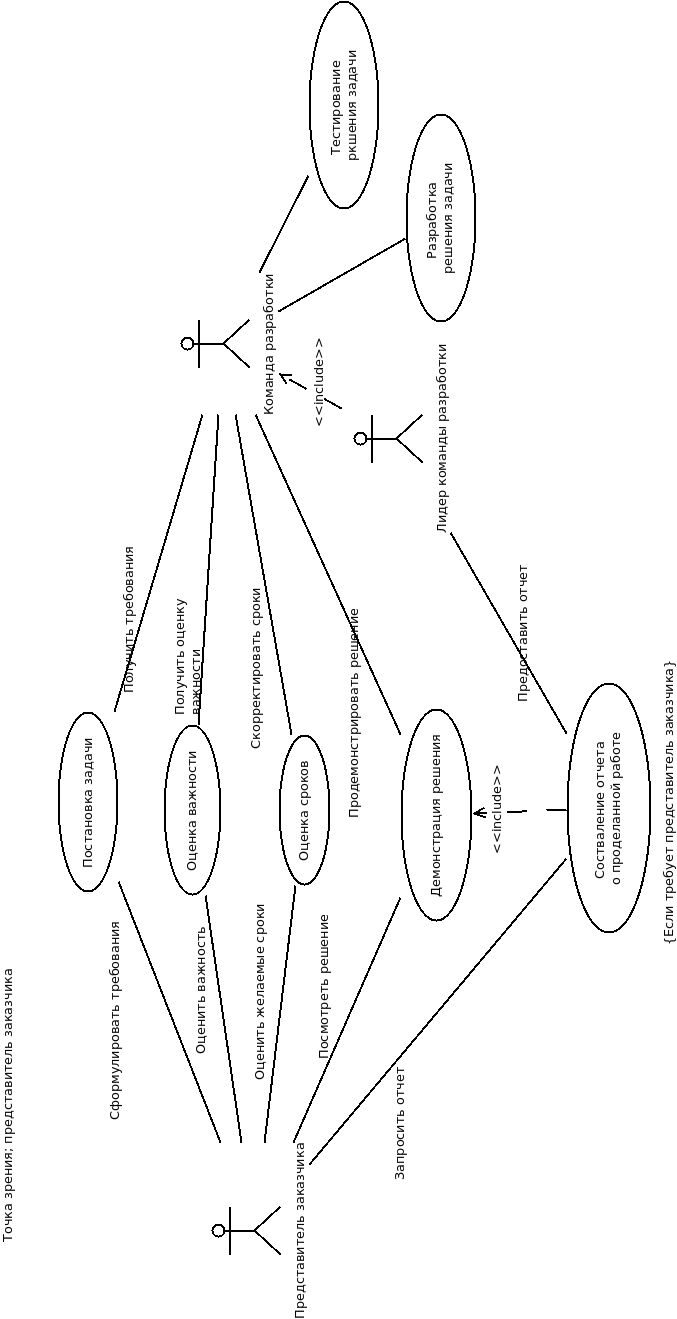 Точка зрения; представитель заказчика
Представитель заказчика
Сформулировать требования
Оценить важность
Оценить желаемые сроки
Посмотреть решение
Запросить отчет
Постановка задачи
Оценка важности
Оценка сроков
Демонстрация решения
<<include>>
Состваление отчета
о проделанной работе
{Если требует представитель заказчика}
Получить требования
Получить оценку
важности
Скорректировать сроки
Продемонстрировать решение
Предоставить отчет
Команда разработки
<<include>>
Лидер команды разработки
Тестирование
ркшения задачи
Разработка
решения задачи